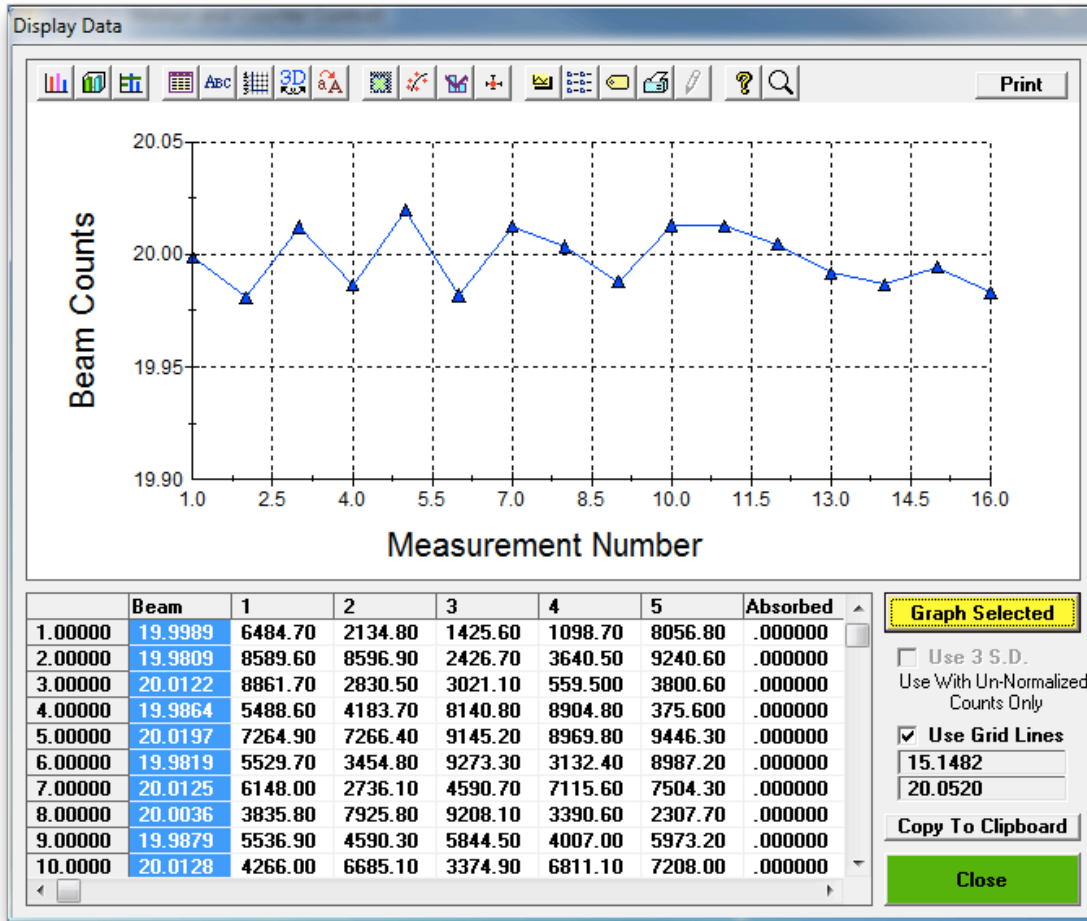 Display Data
ABC 3D aA ? Print
20.05
20.00
19.95
19.90
Beam Counts
1.0 2.5 4.0 5.5 7.0 8.5 10.0 11.5 13.0 14.5 16.0
Measurement Number
Beam 1 2 3 4 5 Absorbed
1.00000 19.9989 6484.70 2134.80 1425.60 1098.70 8056.80 .000000
2.00000 19.9809 8589.60 8596.90 2426.70 3640.50 9240.60 .000000
3.00000 20.0122 8861.70 2830.50 3021.10 559.500 3800.60 .000000
4.00000 19.9864 5488.60 4183.70 8140.80 8904.80 375.600 .000000
5.00000 20.0197 7264.90 7266.40 9145.20 8969.80 9446.30 .000000
6.00000 19.9819 5529.70 3454.80 9273.30 3132.40 8987.20 .000000
7.00000 20.0125 6148.00 2736.10 4590.70 7115.60 7504.30 .000000
8.00000 20.0036 3835.80 7925.80 9208.10 3390.60 2307.70 .000000
9.00000 19.9879 5536.90 4590.30 5844.50 4007.00 5973.20 .000000
10.0000 20.0128 4266.00 6685.10 3374.90 6811.10 7208.00 .000000
Graph Selected
Use 3 S.D.
Use With Un-Normalized
Counts Only
Use Grid Lines
15.1482
20.0520
Copy To Clipboard
Close